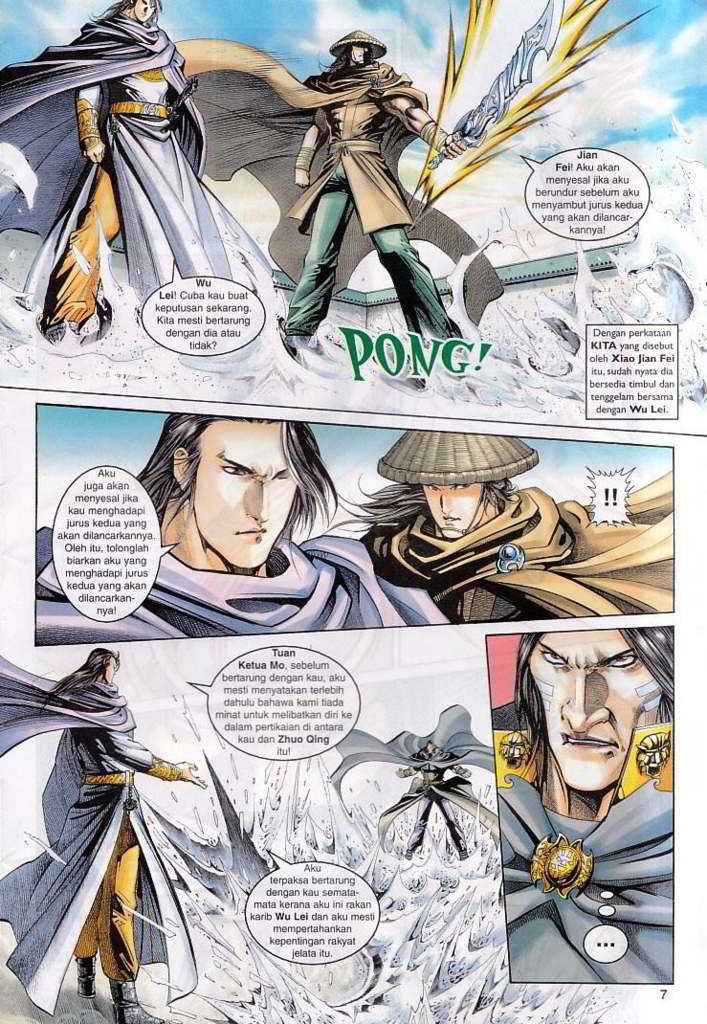 Jian
Fei! Aku akan
menyesal jika aku
berundur sebelum aku
menyambut jurus kedua
yang akan dilancar-
kannya!
Wu
Lei! Cuba kau buat
keputusan sekarang.
Kita mesti bertarung
dengan dia atau
tidak?
PONG!
Dengan perkataan
KITA yang disebut
oleh Xiao Jian Fei
itu, sudah nyata dia
bersedia timbul dan
tenggelam bersama
dengan Wu Lei.
Aku
juga akan
menyesal jika
kau menghadapi
jurus kedua yang
akan dilancarkannya.
Oleh itu, tolonglah
biarkan aku yang
menghadapi jurus
kedua yang akan
dilancarkan-
nya!
!!
Tuan
Ketua Mo, sebelum
bertarung dengan kau, aku
mesti menyatakan terlebih
dahulu bahawa kami tiada
minat untuk melibatkan diri ke
dalam pertikaian di antara
kau dan Zhuo Qing
itu!
Aku
terpaksa bertarung
dengan kau semata-
mata kerana aku ini rakan
karib Wu Lei dan aku mesti
mempertahankan
kepentingan rakyat
jelata itu.
...
7